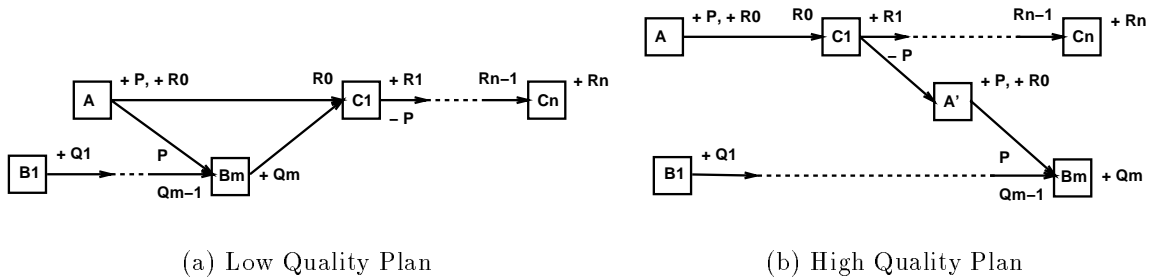 + P, + R0
A
R0
C1
+ R1
– P
Rn–1
Cn
+ Rn
B1
+ Q1
P
Qm–1
Bm
+ Qm
(a) Low Quality Plan
A
+ P, + R0
R0
C1
+ R1
– P
Rn–1
Cn
+ Rn
A'
+ P, + R0
B1
+ Q1
P
Qm–1
Bm
+ Qm
(b) High Quality Plan